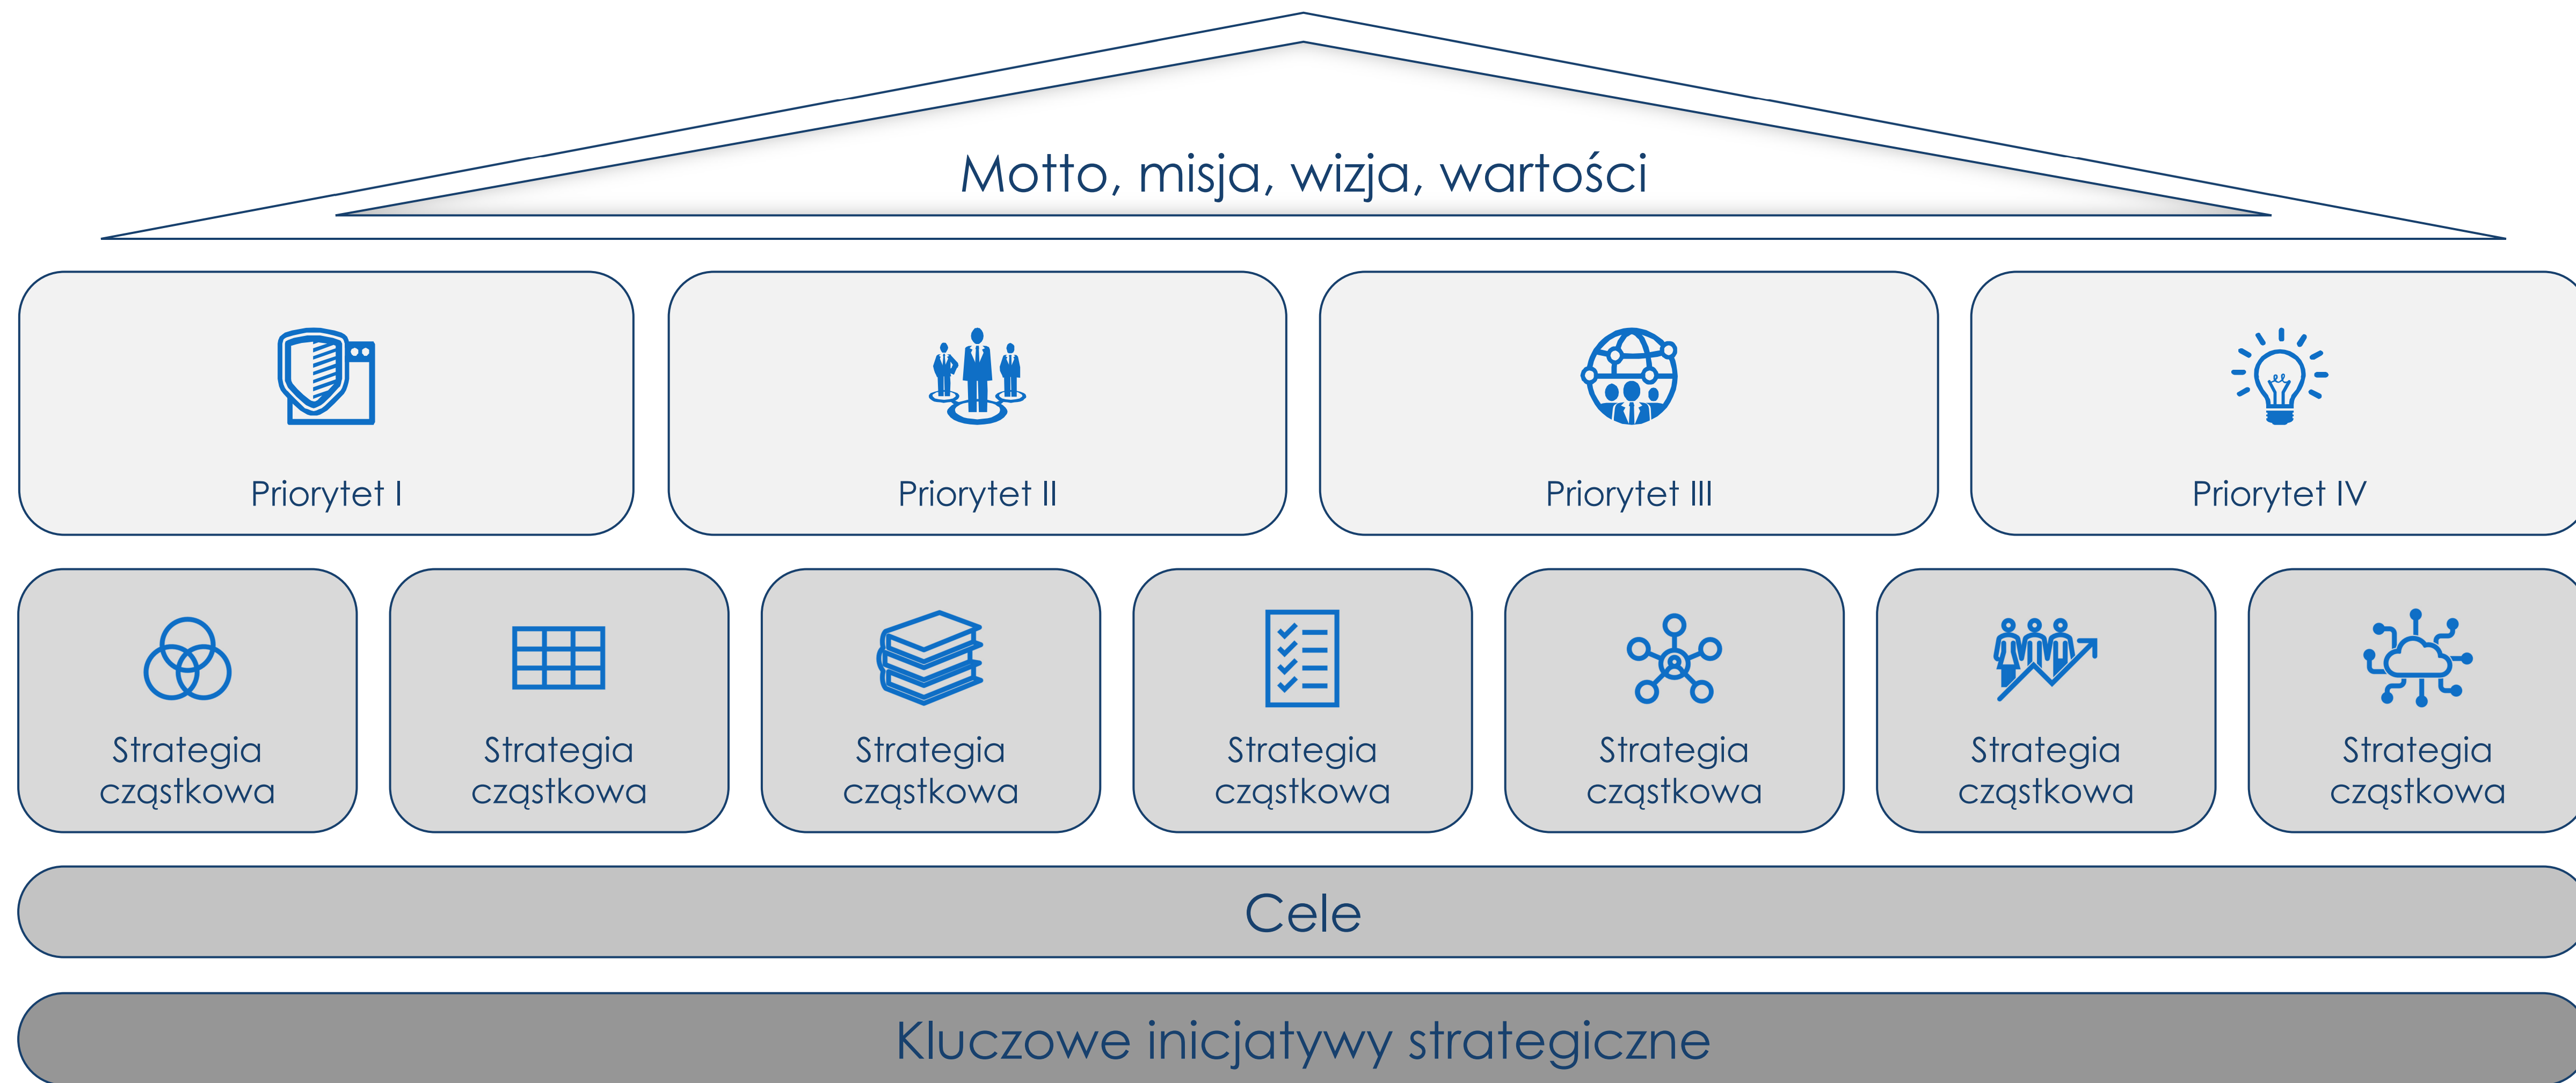 Motto, misja, wizja, wartości
Priorytet I
Priorytet II
Priorytet III
Priorytet IV
Strategia
cząstkowa
Strategia
cząstkowa
Strategia
cząstkowa
Strategia
cząstkowa
Strategia
cząstkowa
Strategia
cząstkowa
Strategia
cząstkowa
Cele
Kluczowe inicjatywy strategiczne